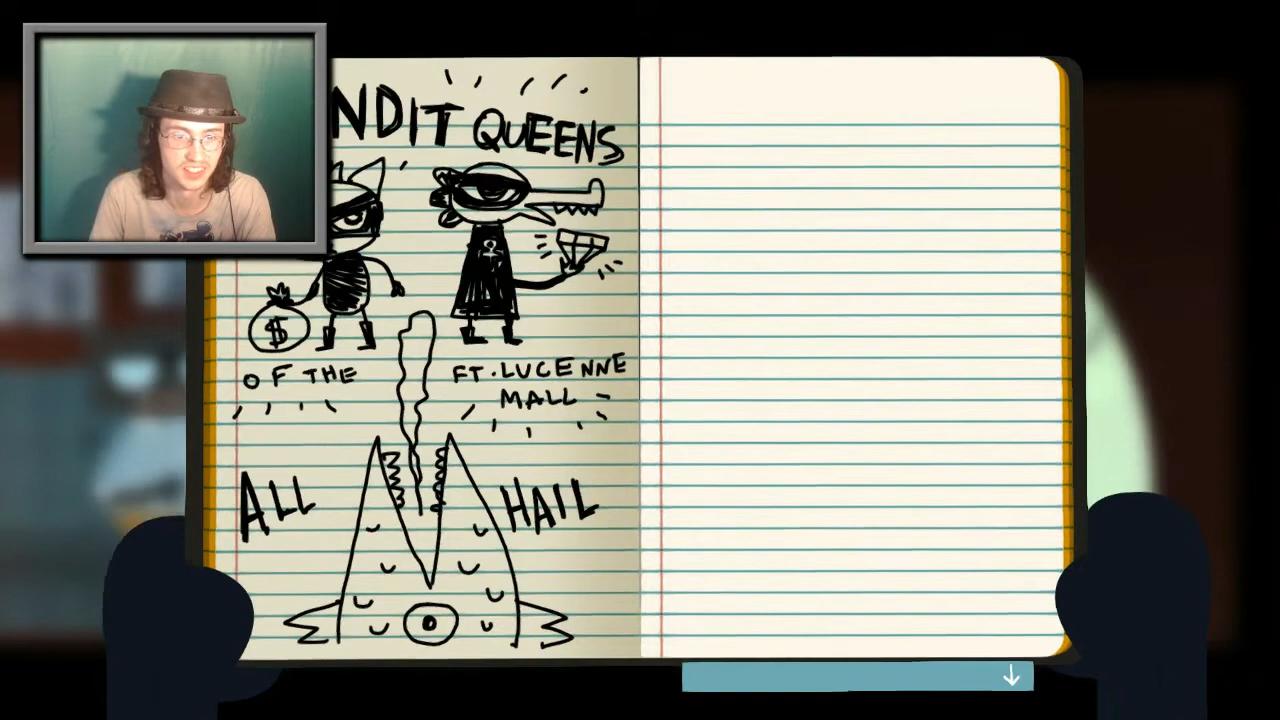 NDIT QUEENS
$
OF THE
FT. LUCENNE
MALL
ALL HAIL